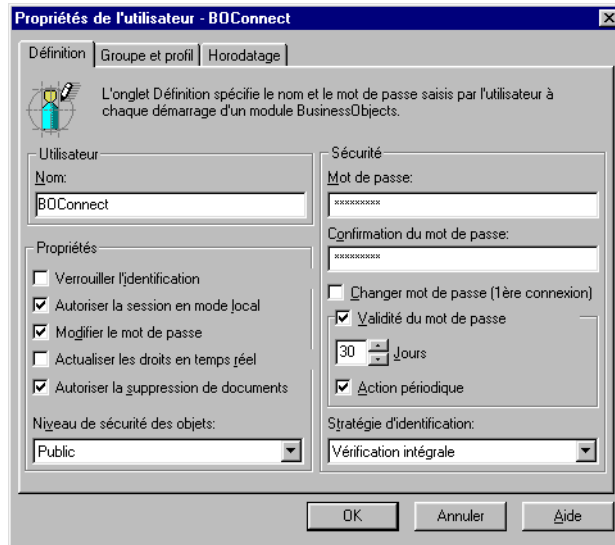 Propriétés de l'utilisateur - BOConnect
Définition
Groupe et profil
Horodatage
L'onglet Définition spécifie le nom et le mot de passe saisis par l'utilisateur à
chaque démarrage d'un module BusinessObjects.
Utilisateur
Nom:
BOConnect
Propriétés
Verrouiller l'identification
Autoriser la session en mode local
Modifier le mot de passe
Actualiser les droits en temps réel
Autoriser la suppression de documents
Niveau de sécurité des objets:
Public
Sécurité
Mot de passe:
*********
Confirmation du mot de passe:
*********
Changer mot de passe (1ère connexion)
Validité du mot de passe
30 Jours
Action périodique
Stratégie d'identification:
Vérification intégrale
OK
Annuler
Aide